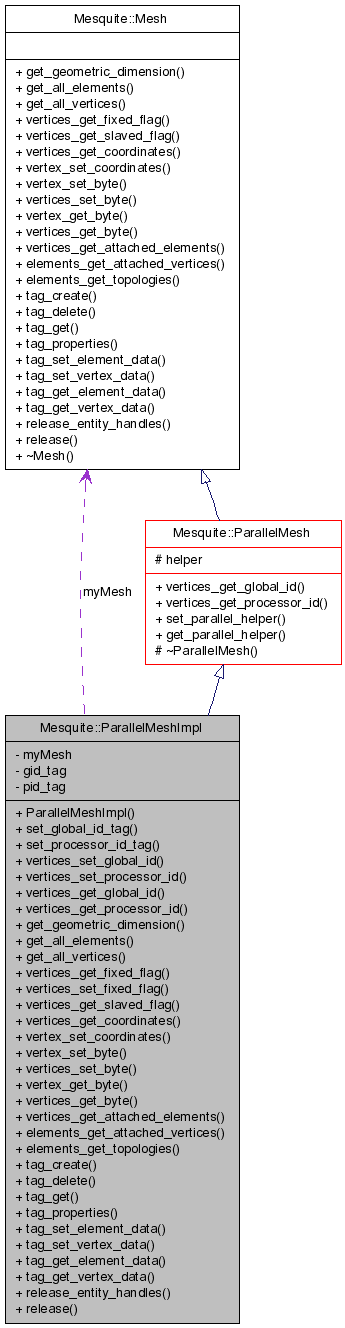 Mesquite::Mesh
+ get_geometric_dimension()
+ get_all_elements()
+ get_all_vertices()
+ vertices_get_fixed_flag()
+ vertices_get_slaved_flag()
+ vertices_get_coordinates()
+ vertex_set_coordinates()
+ vertex_set_byte()
+ vertices_set_byte()
+ vertex_get_byte()
+ vertices_get_byte()
+ vertices_get_attached_elements()
+ elements_get_attached_vertices()
+ elements_get_topologies()
+ tag_create()
+ tag_delete()
+ tag_get()
+ tag_properties()
+ tag_set_element_data()
+ tag_set_vertex_data()
+ tag_get_element_data()
+ tag_get_vertex_data()
+ release_entity_handles()
+ release()
+ ~Mesh()
Mesquite::ParallelMesh
# helper
+ vertices_get_global_id()
+ vertices_get_processor_id()
+ set_parallel_helper()
+ get_parallel_helper()
# ~ParallelMesh()
myMesh
Mesquite::ParallelMeshImpl
- myMesh
- gid_tag
- pid_tag
+ ParallelMeshImpl()
+ set_global_id_tag()
+ set_processor_id_tag()
+ vertices_set_global_id()
+ vertices_set_processor_id()
+ vertices_get_global_id()
+ vertices_get_processor_id()
+ get_geometric_dimension()
+ get_all_elements()
+ get_all_vertices()
+ vertices_get_fixed_flag()
+ vertices_set_fixed_flag()
+ vertices_get_slaved_flag()
+ vertices_get_coordinates()
+ vertex_set_coordinates()
+ vertex_set_byte()
+ vertices_set_byte()
+ vertex_get_byte()
+ vertices_get_byte()
+ vertices_get_attached_elements()
+ elements_get_attached_vertices()
+ elements_get_topologies()
+ tag_create()
+ tag_delete()
+ tag_get()
+ tag_properties()
+ tag_set_element_data()
+ tag_set_vertex_data()
+ tag_get_element_data()
+ tag_get_vertex_data()
+ release_entity_handles()
+ release()